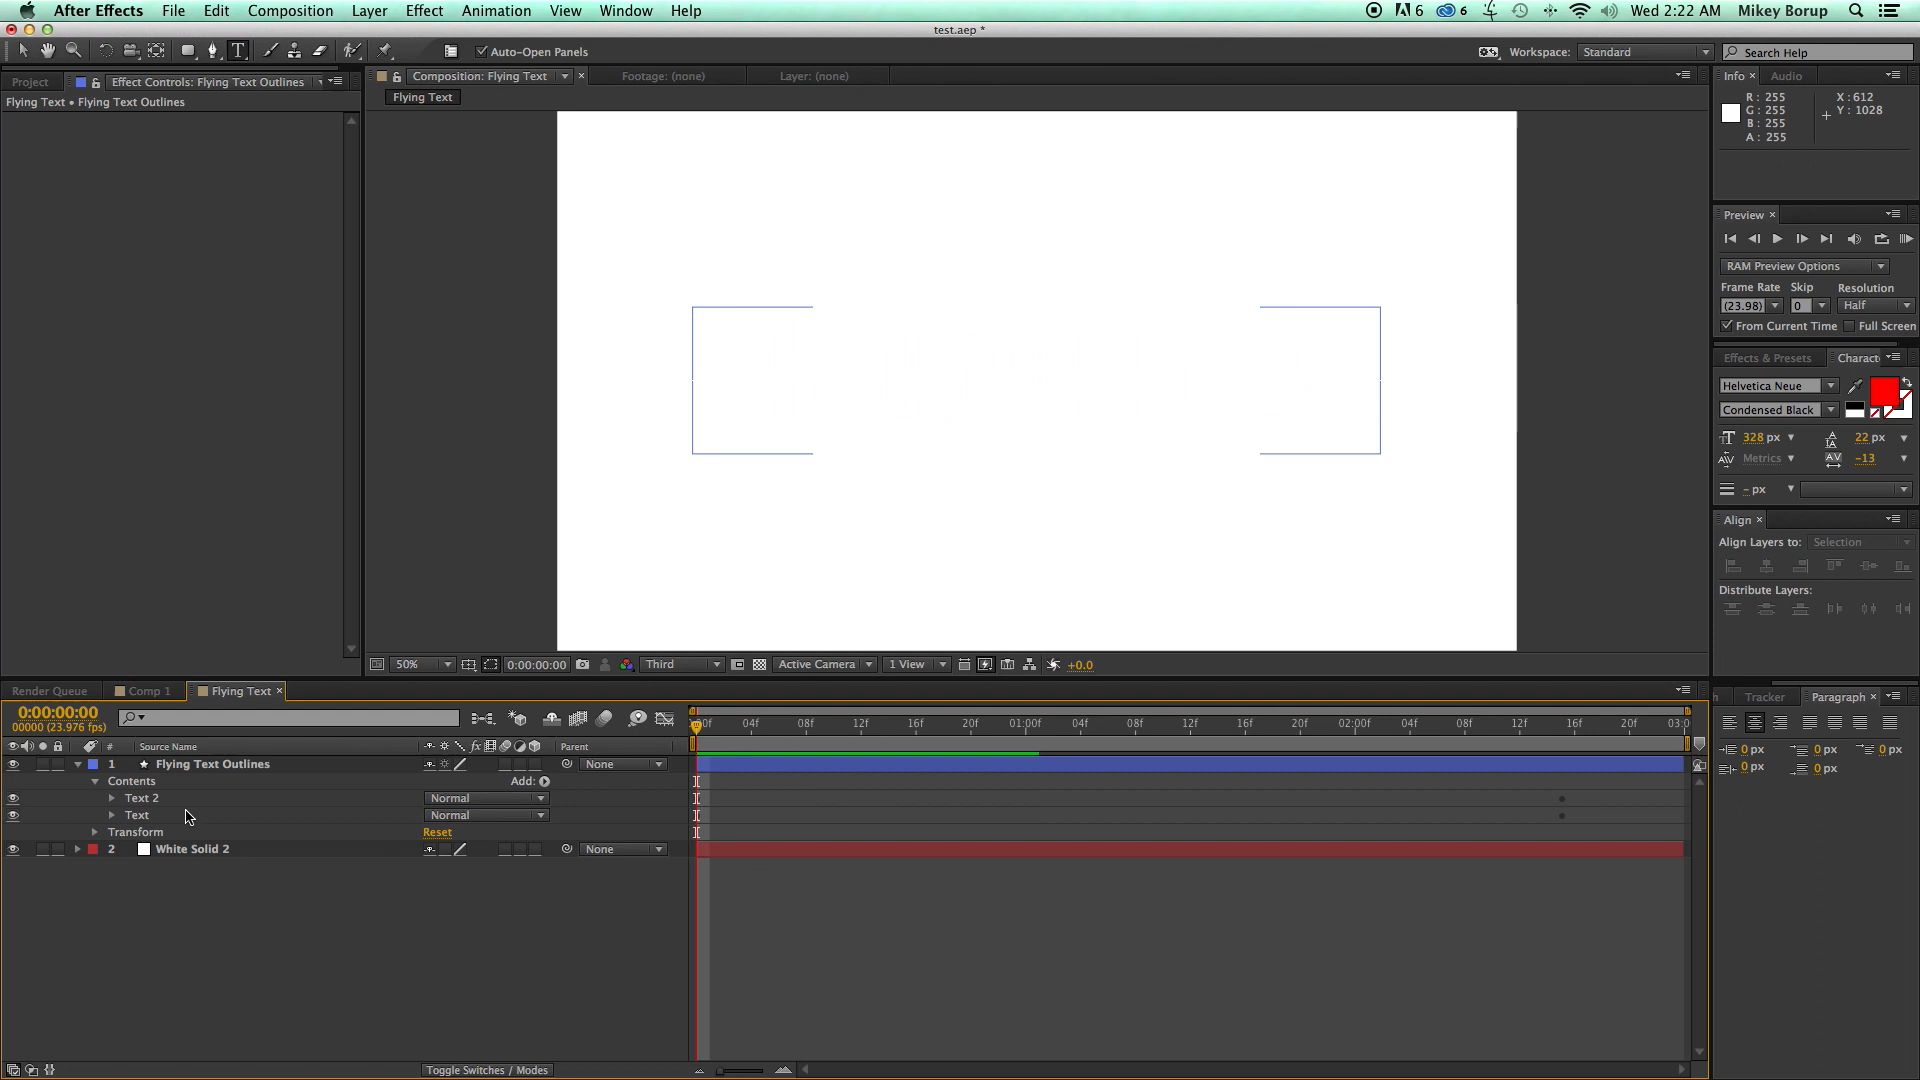 After Effects File Edit Composition Layer Effect Animation View Window Help 6 6 Wed 2:22 AM Mikey Borup
test.aep *
T Auto-Open Panels Workspace: Standard Search Help
Project Effect Controls: Flying Text Outlines Composition: Flying Text Footage: (none) Layer: (none) Info Audio
Flying Text • Flying Text Outlines
Flying Text
R: 255 X: 612
G: 255 Y: 1028
B: 255
A: 255
Preview
RAM Preview Options
Frame Rate Skip Resolution
(23.98) 0 Half
From Current Time Full Screen
Effects & Presets Charact
Helvetica Neue
Condensed Black
328 px 22 px
Metrics -13
- px
Align
Align Layers to: Selection
Distribute Layers:
50% 0:00:00:00 Third Active Camera 1 View +0.0
Render Queue Comp 1 Flying Text Tracker Paragraph
0:00:00:00
00000 (23.976 fps)
:00f 04f 08f 12f 16f 20f 01:00f 04f 08f 12f 16f 20f 02:00f 04f 08f 12f 16f 20f 03:0
# Source Name fx Parent
1 Flying Text Outlines None
Contents Add:
Text 2 Normal
Text Normal
Transform Reset
2 White Solid 2 None
0 px 0 px 0 px
0 px 0 px
Toggle Switches / Modes